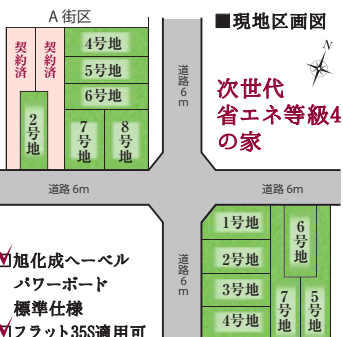 A街区
■現地区画図
N
契約済
契約済
4号地
5号地
6号地
2号地
7号地
8号地
道路6m
次世代
省エネ等級4
の家
道路 6m
道路 6m
道路6m
1号地
2号地
3号地
4号地
6号地
7号地
5号地
旭化成ヘーベル
パワーボード
標準仕様
フラット35S適用可